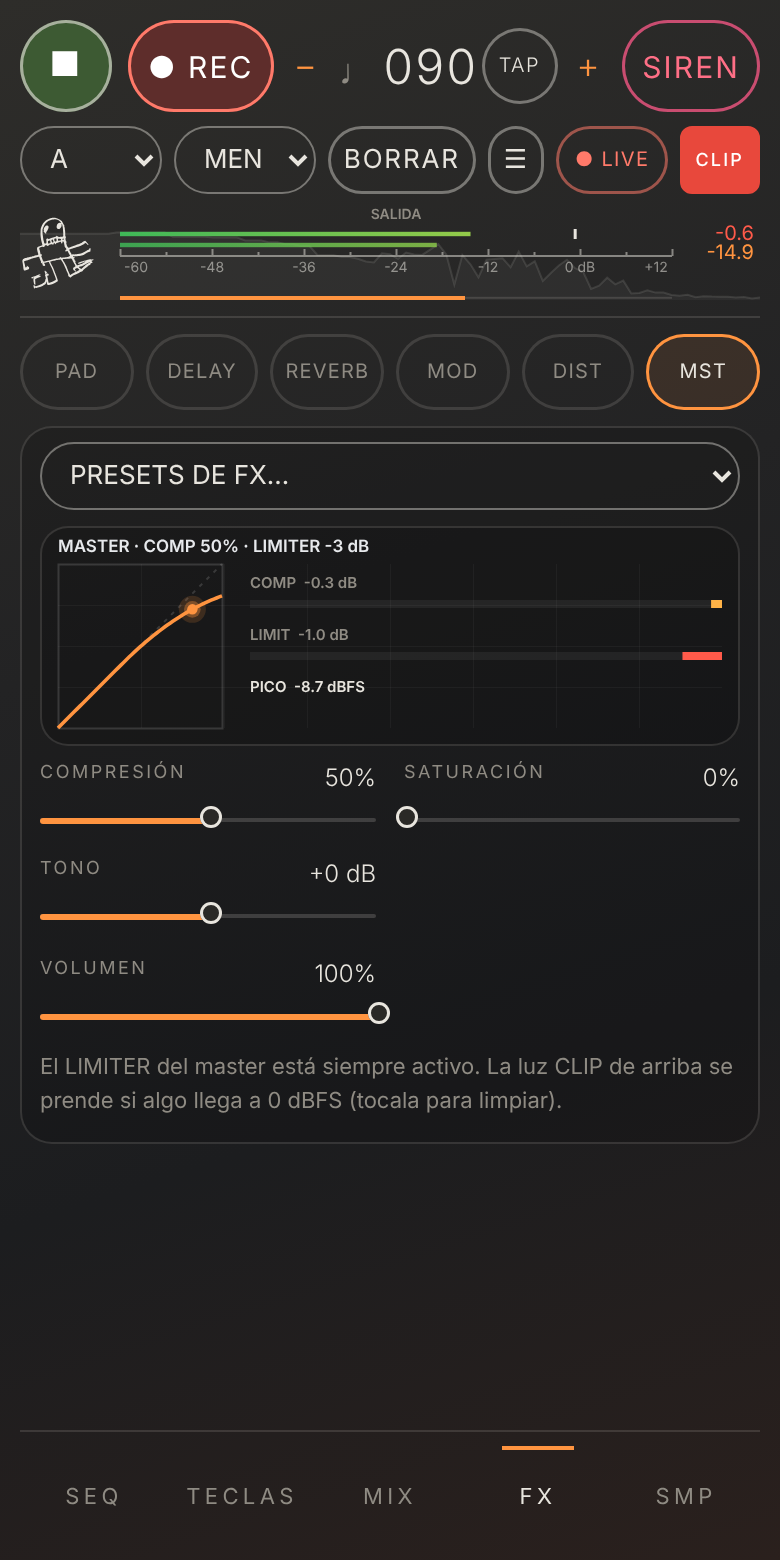 REC − ♩ 090 TAP + SIREN
A MEN BORRAR ☰ LIVE CLIP
SALIDA
-0.6
-14.9
-60 -48 -36 -24 -12 0 dB +12
PAD DELAY REVERB MOD DIST MST
PRESETS DE FX...
MASTER · COMP 50% · LIMITER -3 dB
COMP -0.3 dB
LIMIT -1.0 dB
PICO -8.7 dBFS
COMPRESIÓN 50% SATURACIÓN 0%
TONO +0 dB
VOLUMEN 100%
El LIMITER del master está siempre activo. La luz CLIP de arriba se
prende si algo llega a 0 dBFS (tocala para limpiar).
SEQ TECLAS MIX FX SMP